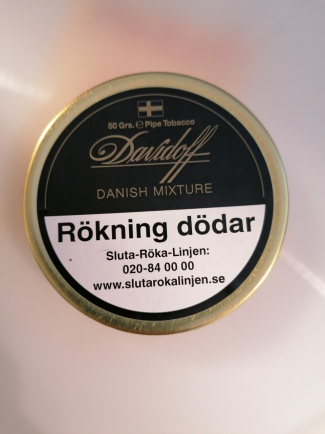 50 Grs. ℮ Pipe Tobacco
Davidoff
DANISH MIXTURE
Rökning dödar
Sluta-Röka-Linjen:
020-84 00 00
www.slutarokalinjen.se